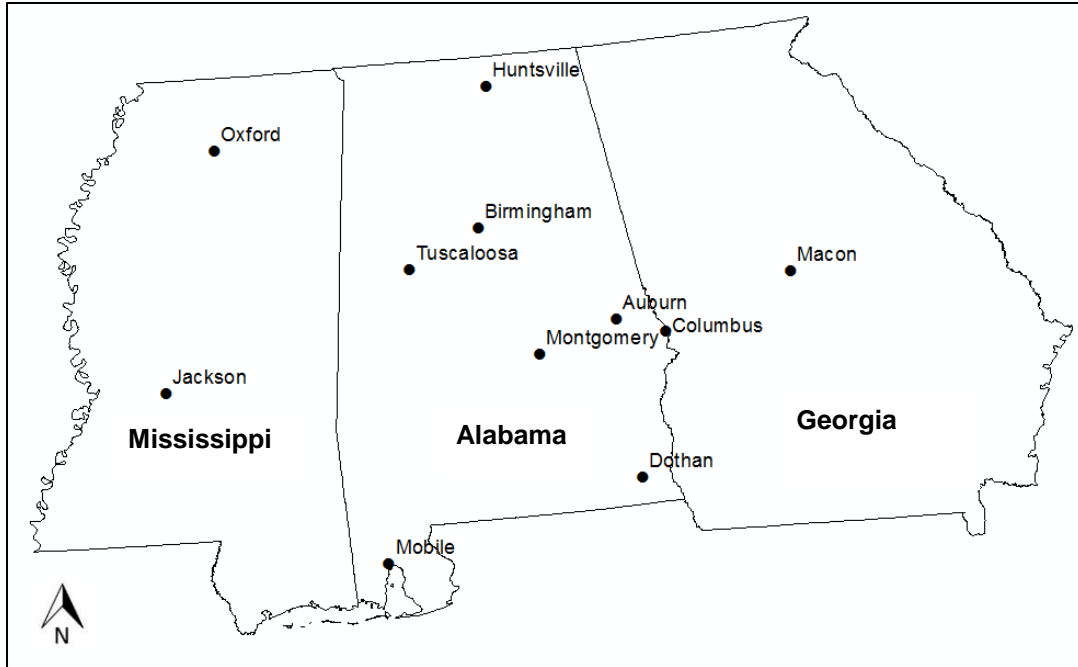 Huntsville
Oxford
Birmingham
Tuscaloosa
Macon
Auburn
Columbus
Montgomery
Jackson
Mississippi
Alabama
Georgia
Dothan
Mobile
N